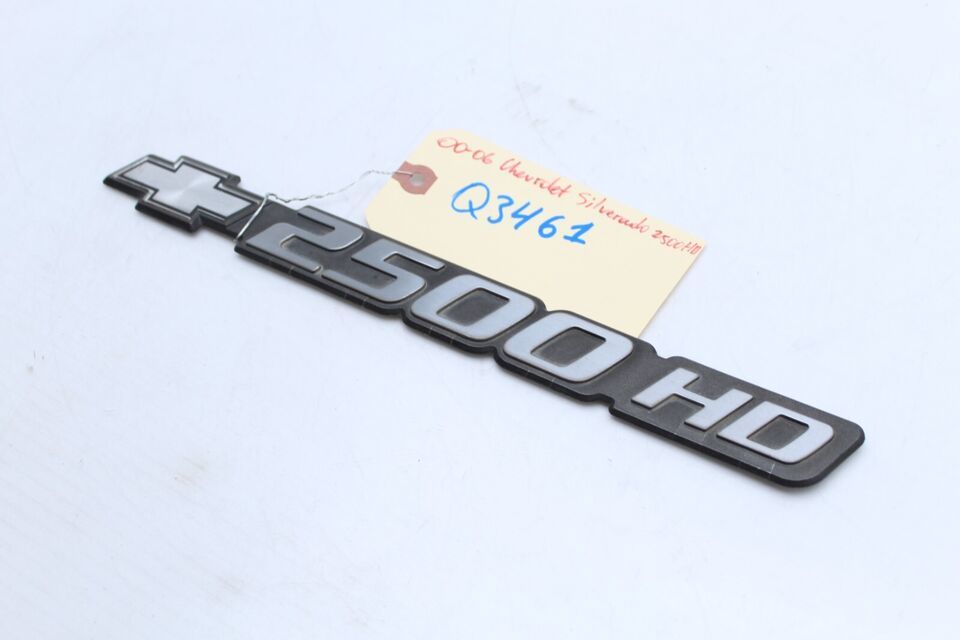 00-06 Chevrolet Silverado 2500HD
Q3461
2500 HD